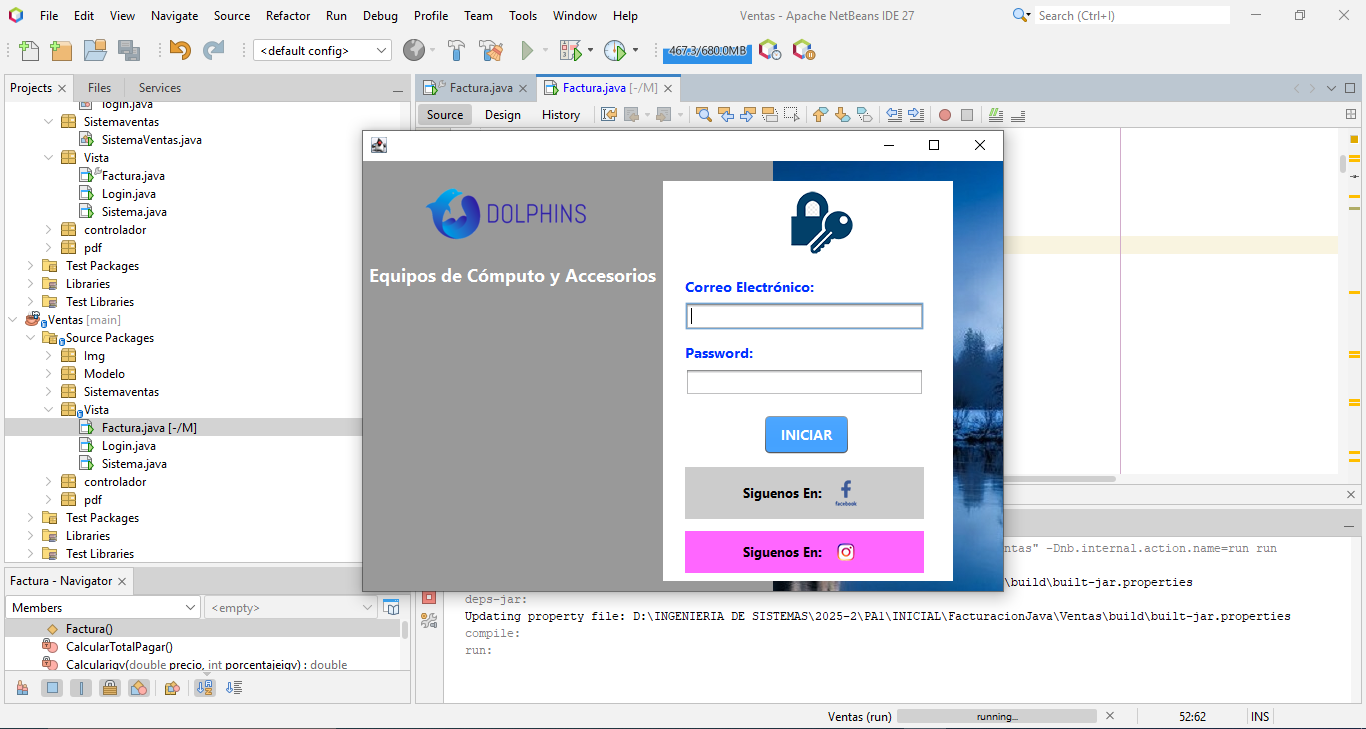 File Edit View Navigate Source Refactor Run Debug Profile Team Tools Window Help
Ventas - Apache NetBeans IDE 27
Search (Ctrl+I)
<default config>
467.3/680.0MB
Projects Files Services
login.java
Sistemaventas
SistemaVentas.java
Vista
Factura.java
Login.java
Sistema.java
controlador
pdf
Test Packages
Libraries
Test Libraries
Ventas [main]
Source Packages
Img
Modelo
Sistemaventas
Vista
Factura.java [-/M]
Login.java
Sistema.java
controlador
pdf
Test Packages
Libraries
Test Libraries
Factura - Navigator
Members
<empty>
Factura()
CalcularTotalPagar()
Calcularigv(double precio, int porcentajeigv) : double
Factura.java
Factura.java [-/M]
Source Design History
DOLPHINS
Equipos de Cómputo y Accesorios
Correo Electrónico:
Password:
INICIAR
Siguenos En:
facebook
Siguenos En:
ntas" -Dnb.internal.action.name=run run
\build\built-jar.properties
deps-jar:
Updating property file: D:\INGENIERIA DE SISTEMAS\2025-2\PA1\INICIAL\FacturacionJava\Ventas\build\built-jar.properties
compile:
run:
Ventas (run)
running...
52:62
INS